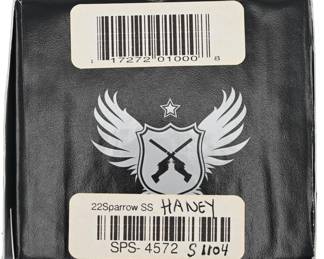 1 17272 01000 8
22Sparrow SS HANEY
SPS- 4572 S 1104